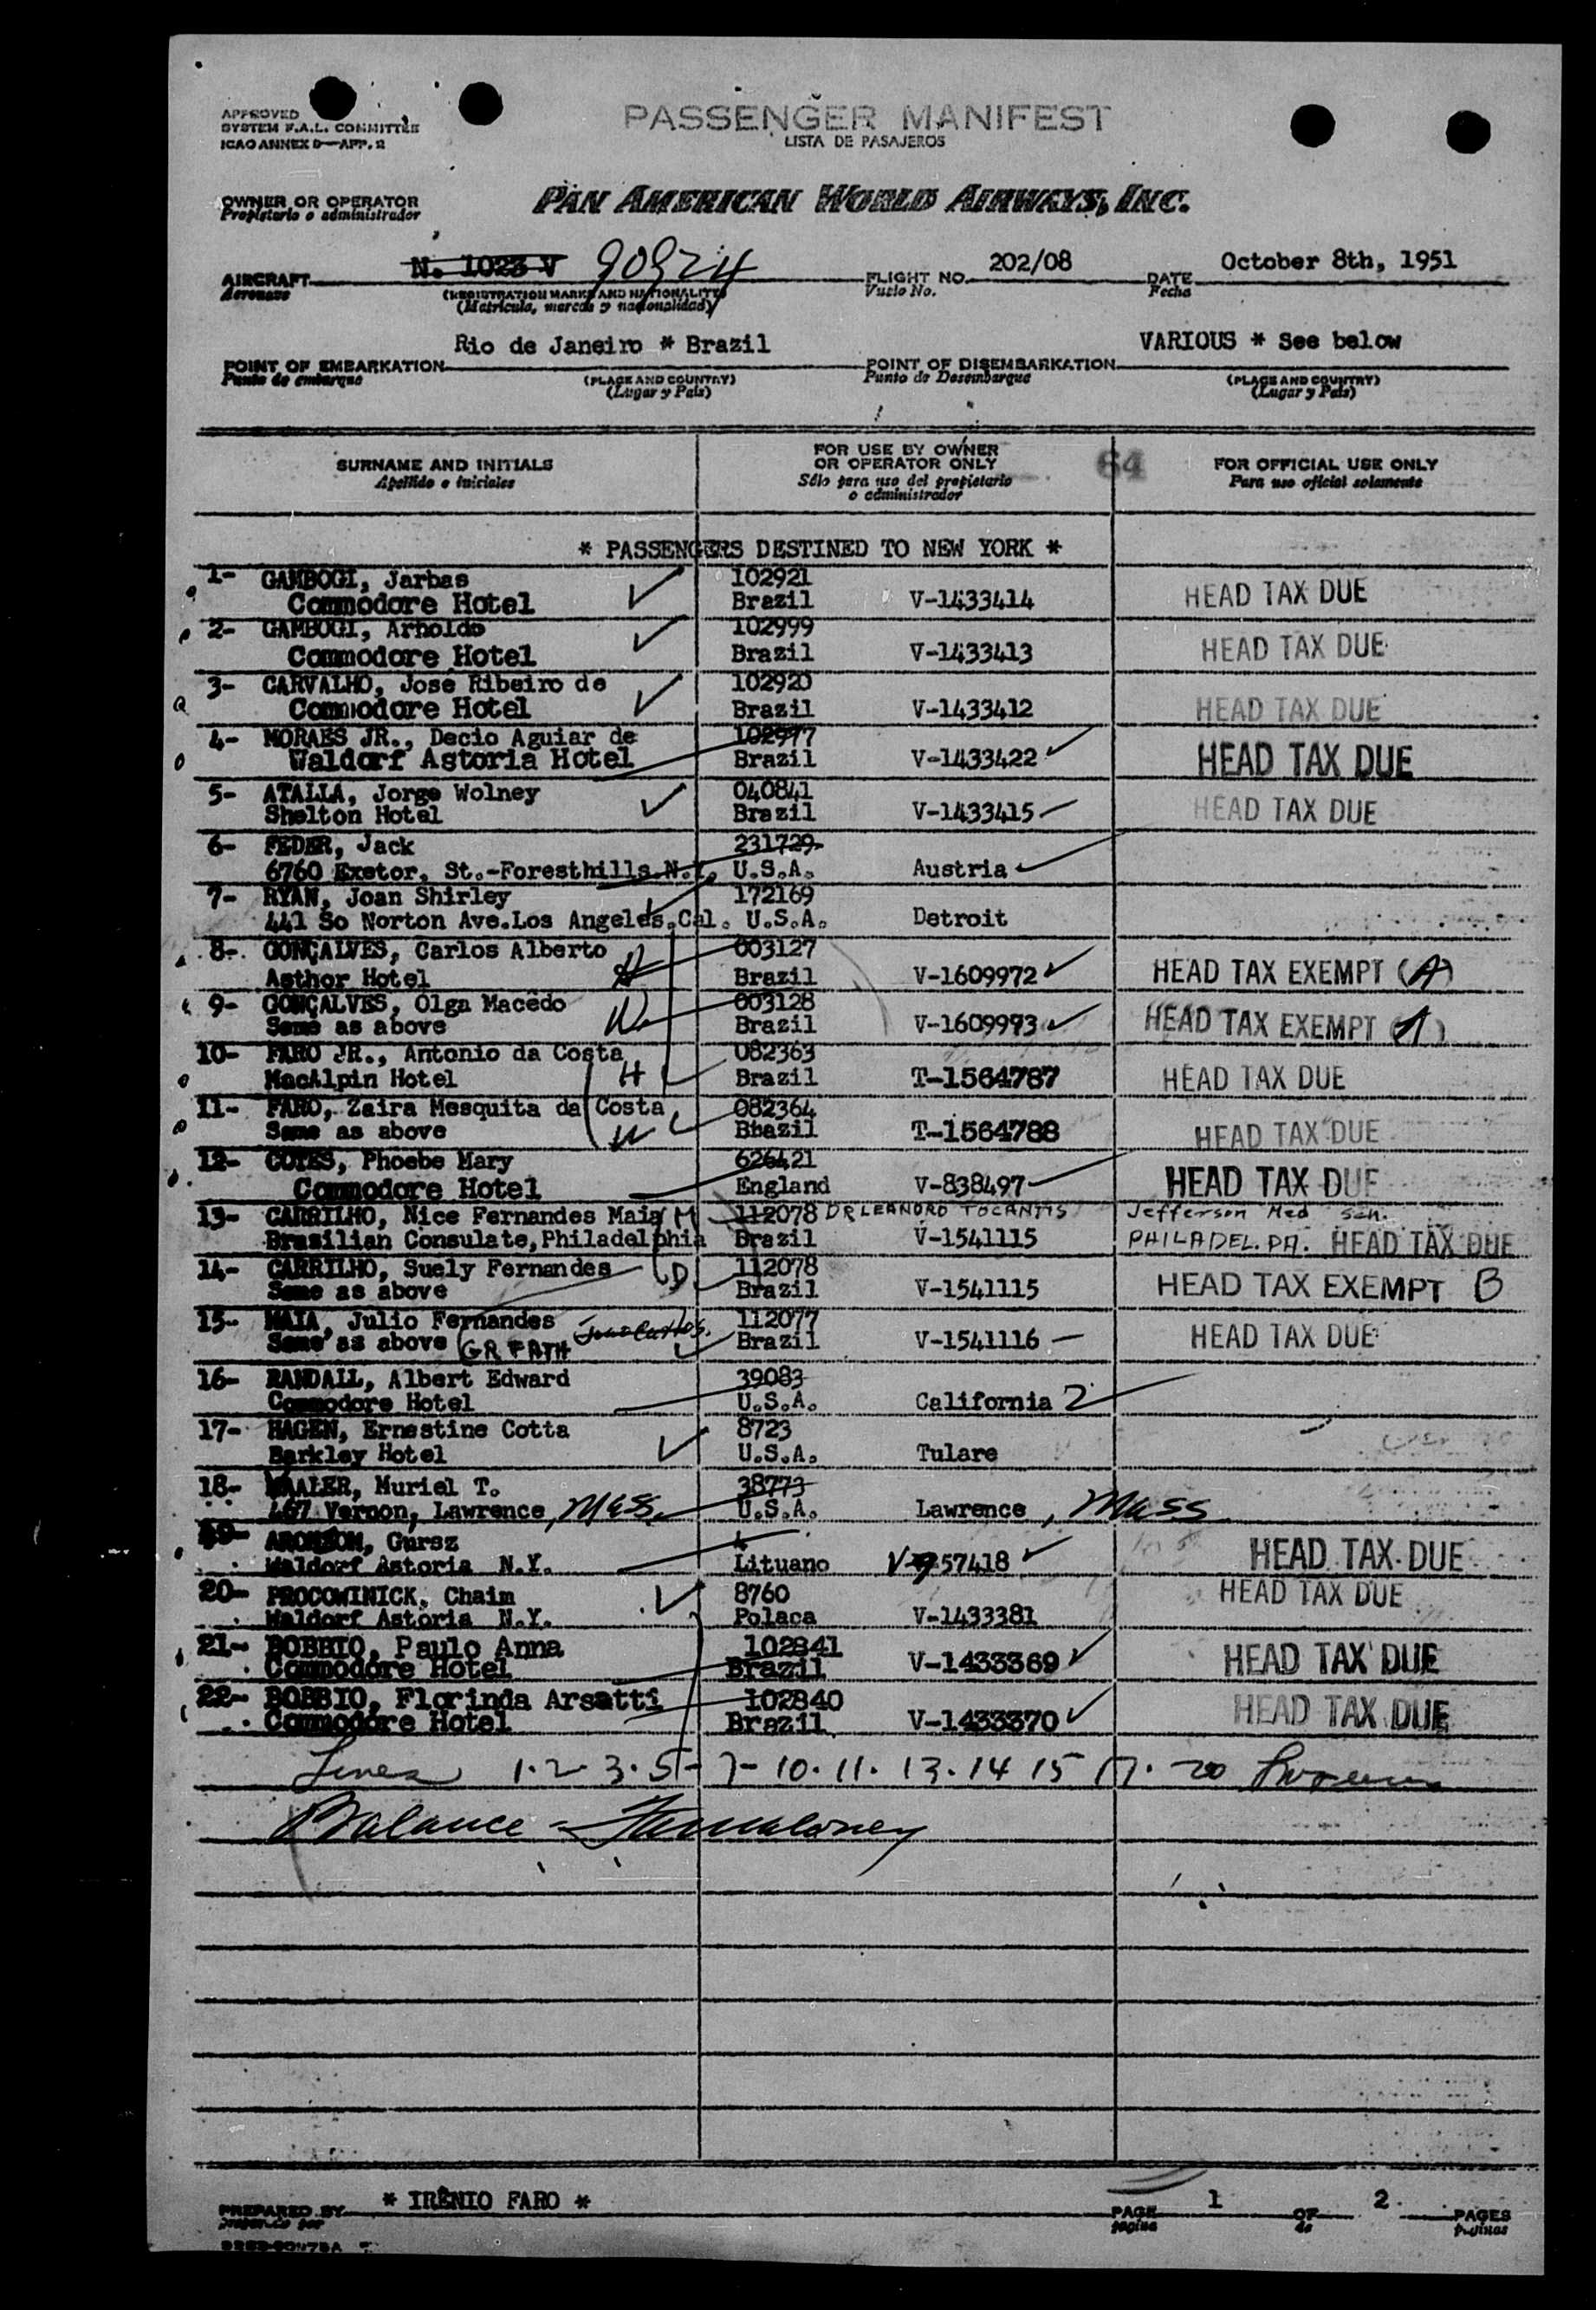 APPROVED
SYSTEM F.A.L. COMMITTEE
ICAO ANNEX 9—APP. 2
PASSENGER MANIFEST
LISTA DE PASAJEROS
OWNER OR OPERATOR
Propietario o administrador
PAN AMERICAN WORLD AIRWAYS, INC.
AIRCRAFT N. 1023 V 90924 FLIGHT NO. 202/08 DATE October 8th, 1951
Aeronave (REGISTRATION MARKS AND NATIONALITY) Vuelo No. Fecha
(Matrícula, marcas y nacionalidad)
Rio de Janeiro * Brazil VARIOUS * See below
POINT OF EMBARKATION POINT OF DISEMBARKATION
Punto de embarque (PLACE AND COUNTRY) Punto de Desembarque (PLACE AND COUNTRY)
(Lugar y País) (Lugar y País)
SURNAME AND INITIALS FOR USE BY OWNER OR OPERATOR ONLY 64 FOR OFFICIAL USE ONLY
Apellido e iniciales Sólo para uso del propietario o administrador Para uso oficial solamente
* PASSENGERS DESTINED TO NEW YORK *
1- GAMBOGI, Jarbas 102921
Commodore Hotel Brazil V-1433414 HEAD TAX DUE
2- GAMBOGI, Arnoldo 102999
Commodore Hotel Brazil V-1433413 HEAD TAX DUE
3- CARVALHO, José Ribeiro de 102920
Commodore Hotel Brazil V-1433412 HEAD TAX DUE
4- MORAES JR., Decio Aguiar de 102977
Waldorf Astoria Hotel Brazil V-1433422 HEAD TAX DUE
5- ATALLA, Jorge Wolney 040841
Shelton Hotel Brazil V-1433415 HEAD TAX DUE
6- FEDER, Jack 231729
6760 Exetor, St.-Foresthills N.Y. U.S.A. Austria
7- RYAN, Joan Shirley 172169
441 So Norton Ave.Los Angeles.Cal. U.S.A. Detroit
8- GONÇALVES, Carlos Alberto 003127
Asthor Hotel H Brazil V-1609972 HEAD TAX EXEMPT (A)
9- GONÇALVES, Olga Macêdo 003128
Same as above W Brazil V-1609973 HEAD TAX EXEMPT (A)
10- FARO JR., Antonio da Costa 082363
MacAlpin Hotel H Brazil T-1564787 HEAD TAX DUE
11- FARO, Zaira Mesquita da Costa 082364
Same as above W Bbazil T-1564788 HEAD TAX DUE
12- COTES, Phoebe Mary 626421
Commodore Hotel England V-838497 HEAD TAX DUE
13- CARRILHO, Nice Fernandes Maia M 112078 DR LEANDRO TOCANTIS Jefferson Med Sch.
Brasilian Consulate, Philadelphia Brazil V-1541115 PHILADEL. PA. HEAD TAX DUE
14- CARRILHO, Suely Fernandes D 112078
Same as above Brazil V-1541115 HEAD TAX EXEMPT B
15- MAIA, Julio Fernandes 112077
Same as above GR FATH Brazil V-1541116 HEAD TAX DUE
16- RANDALL, Albert Edward 39083
Commodore Hotel U.S.A. California 2
17- HAGEN, Ernestine Cotta 8723
Barkley Hotel U.S.A. Tulare
18- Muriel T. 38773
467 Vernon, Lawrence, Mass. U.S.A. Lawrence, Mass
19- Gursz
Waldorf Astoria N.Y. Lituano 57418 HEAD TAX DUE
20- PROCOWINICK, Chaim 8760
Waldorf Astoria N.Y. Polaca V-1433381 HEAD TAX DUE
21- BOBBIO, Paulo Anna 102841
Commodore Hotel Brazil V-1433369 HEAD TAX DUE
22- BOBBIO, Florinda Arsatti 102840
Commodore Hotel Brazil V-1433370 HEAD TAX DUE
Lines 1.2.3.5- 7-10.11.13.14 15 17. 20
Balance -
PREPARED BY * IRÊNIO FARO * PAGE 1 OF 2 PAGES
página de páginas